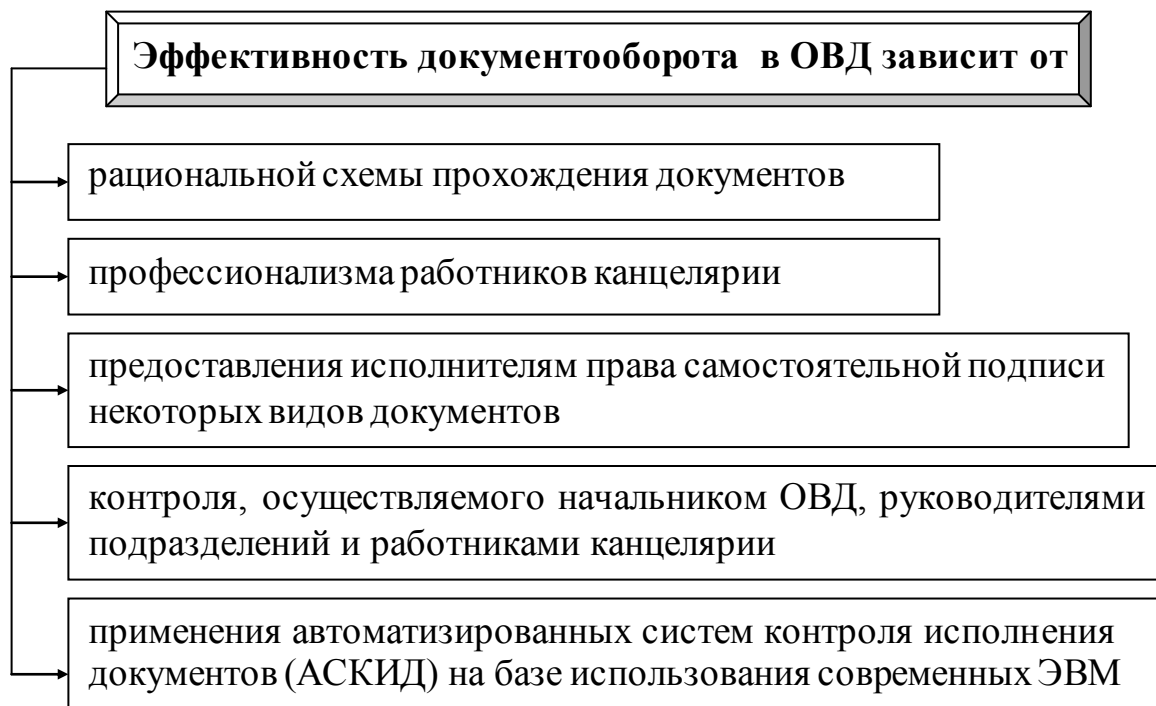 Эффективность документооборота в ОВД зависит от
рациональной схемы прохождения документов
профессионализма работников канцелярии
предоставления исполнителям права самостоятельной подписи
некоторых видов документов
контроля, осуществляемого начальником ОВД, руководителями
подразделений и работниками канцелярии
применения автоматизированных систем контроля исполнения
документов (АСКИД) на базе использования современных ЭВМ